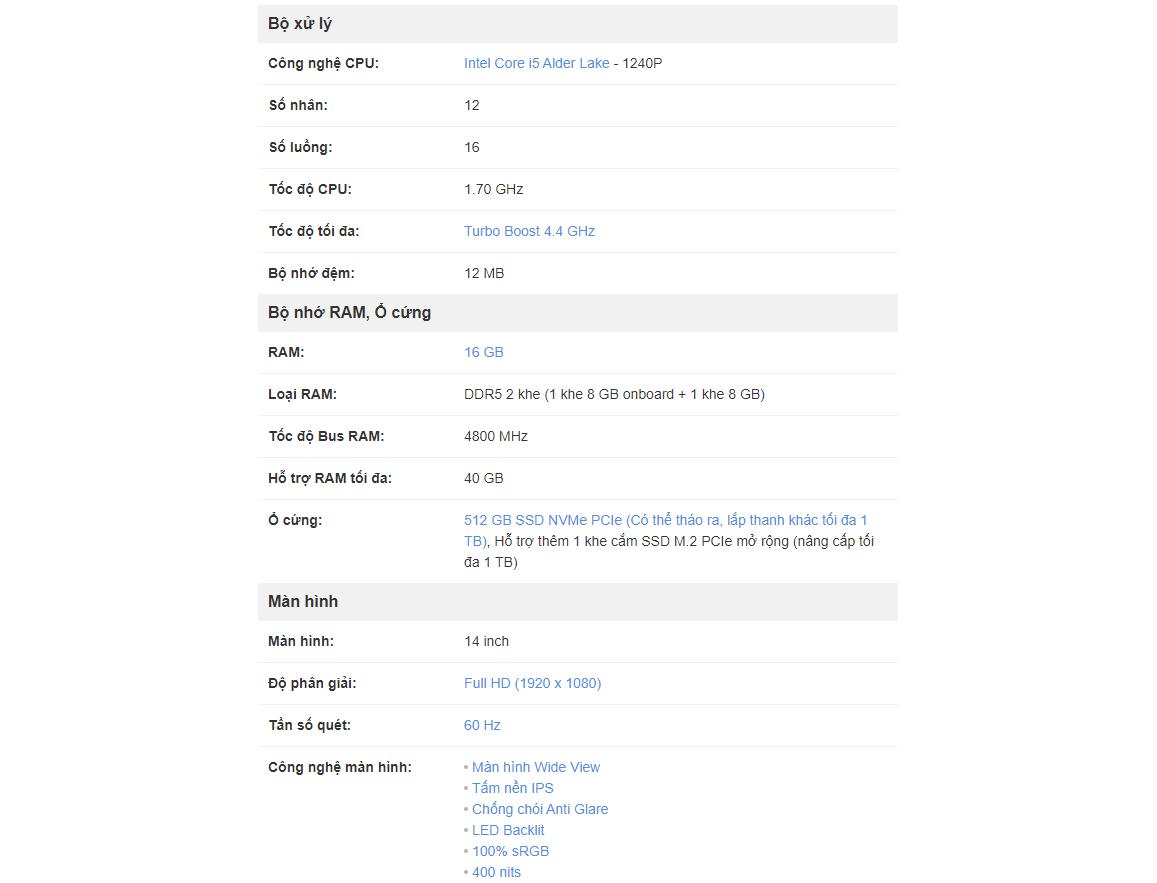 Bộ xử lý
Công nghệ CPU: Intel Core i5 Alder Lake - 1240P
Số nhân: 12
Số luồng: 16
Tốc độ CPU: 1.70 GHz
Tốc độ tối đa: Turbo Boost 4.4 GHz
Bộ nhớ đệm: 12 MB
Bộ nhớ RAM, Ổ cứng
RAM: 16 GB
Loại RAM: DDR5 2 khe (1 khe 8 GB onboard + 1 khe 8 GB)
Tốc độ Bus RAM: 4800 MHz
Hỗ trợ RAM tối đa: 40 GB
Ổ cứng: 512 GB SSD NVMe PCIe (Có thể tháo ra, lắp thanh khác tối đa 1
TB), Hỗ trợ thêm 1 khe cắm SSD M.2 PCIe mở rộng (nâng cấp tối
đa 1 TB)
Màn hình
Màn hình: 14 inch
Độ phân giải: Full HD (1920 x 1080)
Tần số quét: 60 Hz
Công nghệ màn hình: • Màn hình Wide View
• Tấm nền IPS
• Chống chói Anti Glare
• LED Backlit
• 100% sRGB
• 400 nits